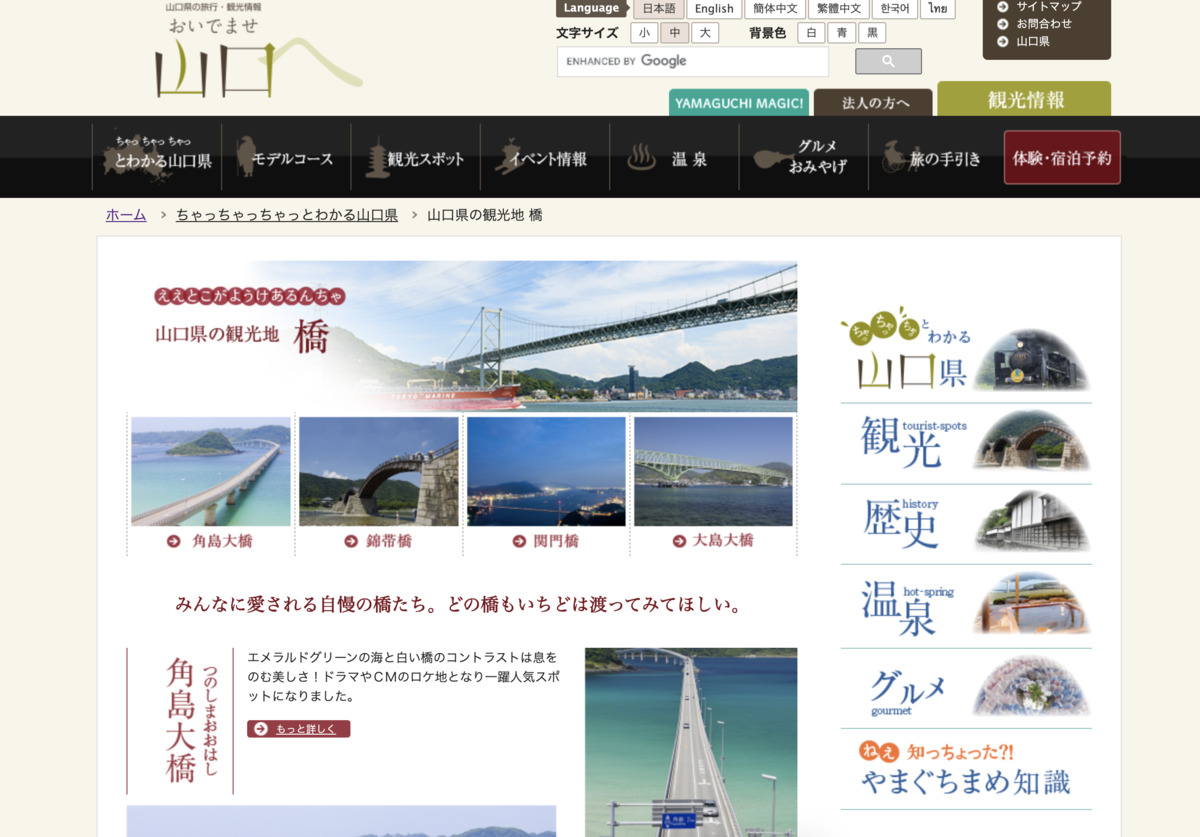 山口県の旅行・観光情報
おいでませ
山口へ
Language 日本語 English 簡体中文 繁體中文 한국어 ไทย
文字サイズ 小 中 大 背景色 白 青 黒
ENHANCED BY Google
サイトマップ
お問合わせ
山口県
YAMAGUCHI MAGIC! 法人の方へ 観光情報
ちゃっ ちゃっ ちゃっ
とわかる山口県
モデルコース
観光スポット
イベント情報
温 泉
グルメ
おみやげ
旅の手引き
体験・宿泊予約
ホーム > ちゃっちゃっちゃっとわかる山口県 > 山口県の観光地 橋
ええとこがようけあるんちゃ
山口県の観光地 橋
TOKYO MARINE
角島大橋
錦帯橋
関門橋
大島大橋
みんなに愛される自慢の橋たち。どの橋もいちどは渡ってみてほしい。
角島大橋
つのしまおおはし
エメラルドグリーンの海と白い橋のコントラストは息を
のむ美しさ！ドラマやCMのロケ地となり一躍人気スポ
ットになりました。
もっと詳しく
ちゃっ ちゃっ ちゃっと
わかる
山口県
観光
tourist-spots
歴史
history
温泉
hot-spring
グルメ
gourmet
ねぇ 知っちょった?!
やまぐちまめ知識